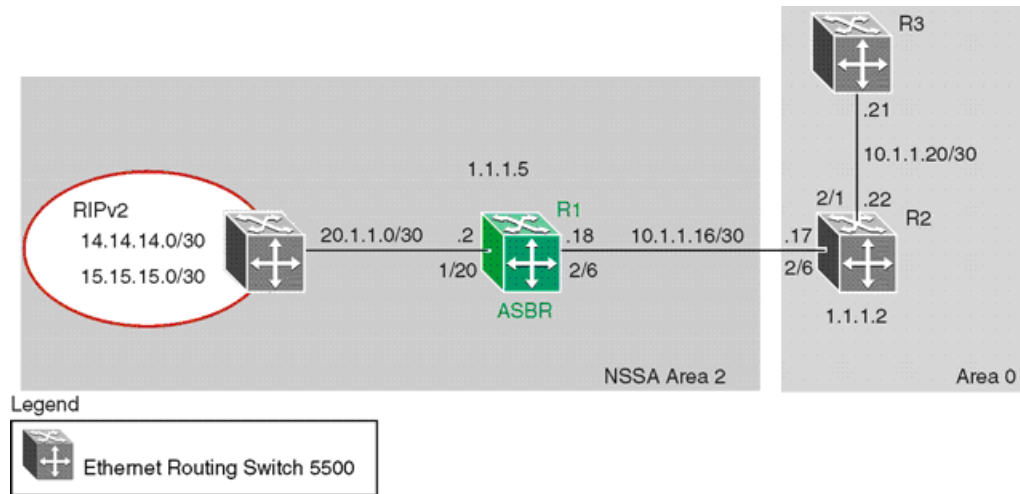 R3
.21
10.1.1.20/30
2/1
.22
R2
1.1.1.5
RIPv2
14.14.14.0/30
15.15.15.0/30
20.1.1.0/30
.2
1/20
R1
.18
2/6
ASBR
10.1.1.16/30
.17
2/6
1.1.1.2
NSSA Area 2
Area 0
Legend
Ethernet Routing Switch 5500